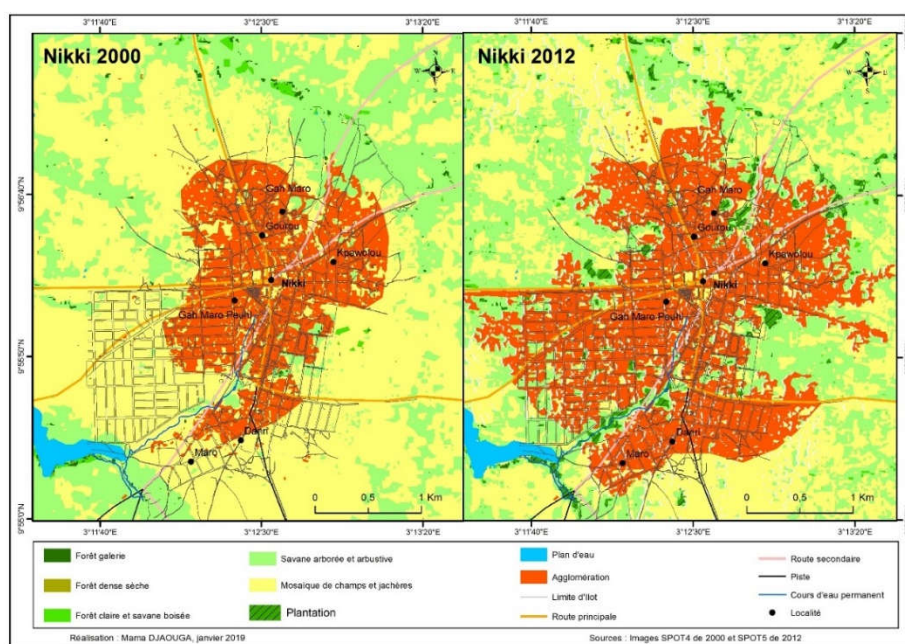 3°11'40"E 3°12'30"E 3°13'20"E 3°11'40"E 3°12'30"E 3°13'20"E
Nikki 2000
Nikki 2012
N
W E
S
N
W E
S
9°56'40"N
9°55'50"N
9°55'0"N
Gah Maro
Gourou
Kpawolou
Nikki
Gah Maro Peuhl
Danri
Maro
0 0,5 1 Km
Gah Maro
Gourou
Kpawolou
Nikki
Gah Maro Peuhl
Danri
Maro
0 0,5 1 Km
3°11'40"E 3°12'30"E 3°13'20"E 3°11'40"E 3°12'30"E 3°13'20"E
Forêt galerie
Forêt dense sèche
Forêt claire et savane boisée
Savane arborée et arbustive
Mosaïque de champs et jachères
Plantation
Plan d'eau
Agglomération
Limite d'îlot
Route principale
Route secondaire
Piste
Cours d'eau permanent
Localité
Réalisation : Mama DJAOUGA, janvier 2019
Sources : Images SPOT4 de 2000 et SPOT5 de 2012